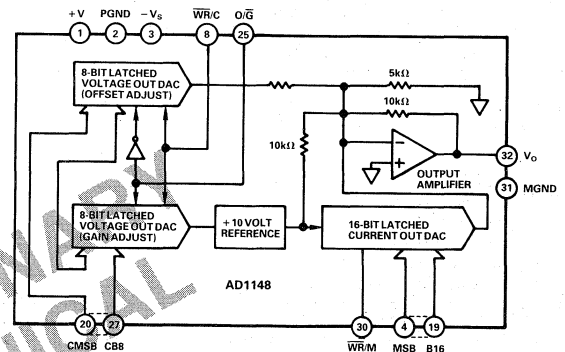 +V PGND −Vs W̅R̅/C O/G̅
1 2 3 8 25
8-BIT LATCHED
VOLTAGE OUT DAC
(OFFSET ADJUST)
5kΩ
10kΩ
10kΩ
−
+
OUTPUT
AMPLIFIER
32 Vo
31 MGND
8-BIT LATCHED
VOLTAGE OUT DAC
(GAIN ADJUST)
+10 VOLT
REFERENCE
16-BIT LATCHED
CURRENT OUT DAC
AD1148
20 27 30 4 19
CMSB CB8 W̅R̅/M MSB B16